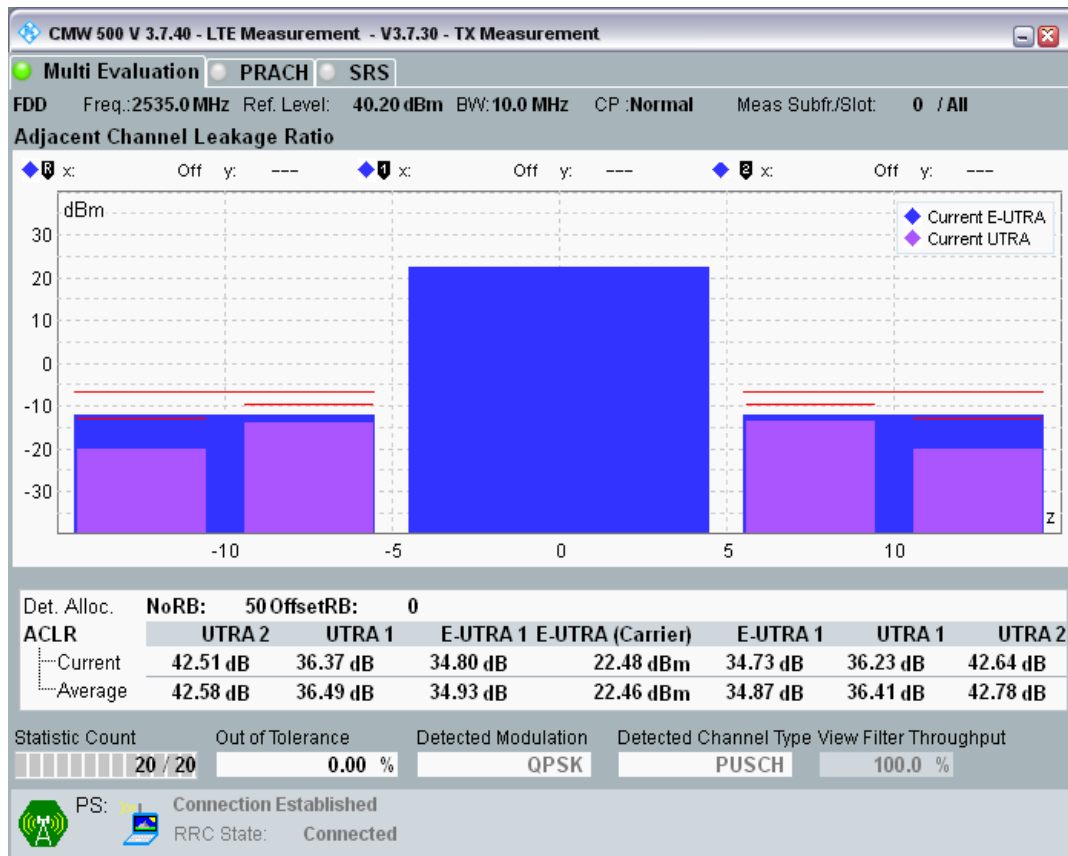 CMW 500 V 3.7.40 - LTE Measurement - V3.7.30 - TX Measurement
Multi Evaluation PRACH SRS
FDD Freq.:2535.0 MHz Ref. Level: 40.20 dBm BW:10.0 MHz CP :Normal Meas Subfr./Slot: 0 / All
Adjacent Channel Leakage Ratio
R x: Off y: --- 1 x: Off y: --- 2 x: Off y: ---
dBm
Current E-UTRA
Current UTRA
30
20
10
0
-10
-20
-30
z
-10 -5 0 5 10
Det. Alloc. NoRB: 50 OffsetRB: 0
ACLR UTRA 2 UTRA 1 E-UTRA 1 E-UTRA (Carrier) E-UTRA 1 UTRA 1 UTRA 2
Current 42.51 dB 36.37 dB 34.80 dB 22.48 dBm 34.73 dB 36.23 dB 42.64 dB
Average 42.58 dB 36.49 dB 34.93 dB 22.46 dBm 34.87 dB 36.41 dB 42.78 dB
Statistic Count Out of Tolerance Detected Modulation Detected Channel Type View Filter Throughput
20 / 20 0.00 % QPSK PUSCH 100.0 %
PS: Connection Established
RRC State: Connected